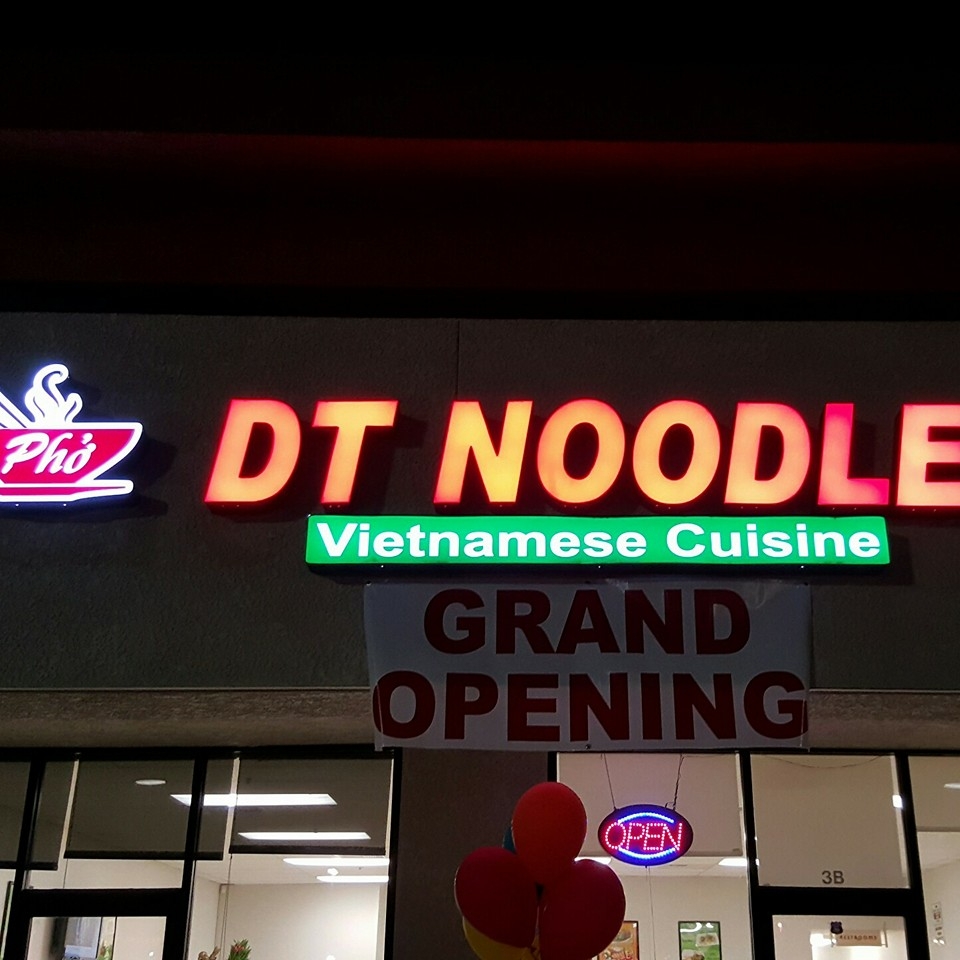 Phở
DT NOODLE
Vietnamese Cuisine
GRAND
OPENING
OPEN
3B